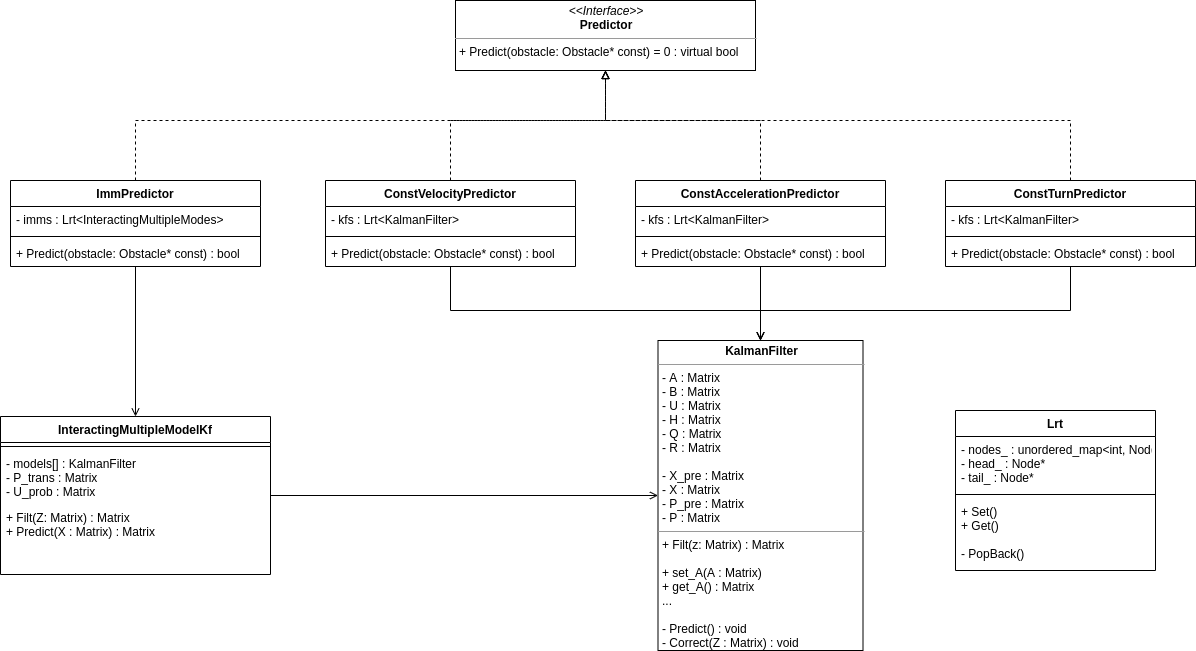 <<Interface>>
Predictor
+ Predict(obstacle: Obstacle* const) = 0 : virtual bool
ImmPredictor
- imms : Lrt<InteractingMultipleModes>
+ Predict(obstacle: Obstacle* const) : bool
ConstVelocityPredictor
- kfs : Lrt<KalmanFilter>
+ Predict(obstacle: Obstacle* const) : bool
ConstAccelerationPredictor
- kfs : Lrt<KalmanFilter>
+ Predict(obstacle: Obstacle* const) : bool
ConstTurnPredictor
- kfs : Lrt<KalmanFilter>
+ Predict(obstacle: Obstacle* const) : bool
InteractingMultipleModelKf
- models[] : KalmanFilter
- P_trans : Matrix
- U_prob : Matrix
+ Filt(Z: Matrix) : Matrix
+ Predict(X : Matrix) : Matrix
KalmanFilter
- A : Matrix
- B : Matrix
- U : Matrix
- H : Matrix
- Q : Matrix
- R : Matrix
- X_pre : Matrix
- X : Matrix
- P_pre : Matrix
- P : Matrix
+ Filt(z: Matrix) : Matrix
+ set_A(A : Matrix)
+ get_A() : Matrix
...
- Predict() : void
- Correct(Z : Matrix) : void
Lrt
- nodes_ : unordered_map<int,
- head_ : Node*
- tail_ : Node*
+ Set()
+ Get()
- PopBack()